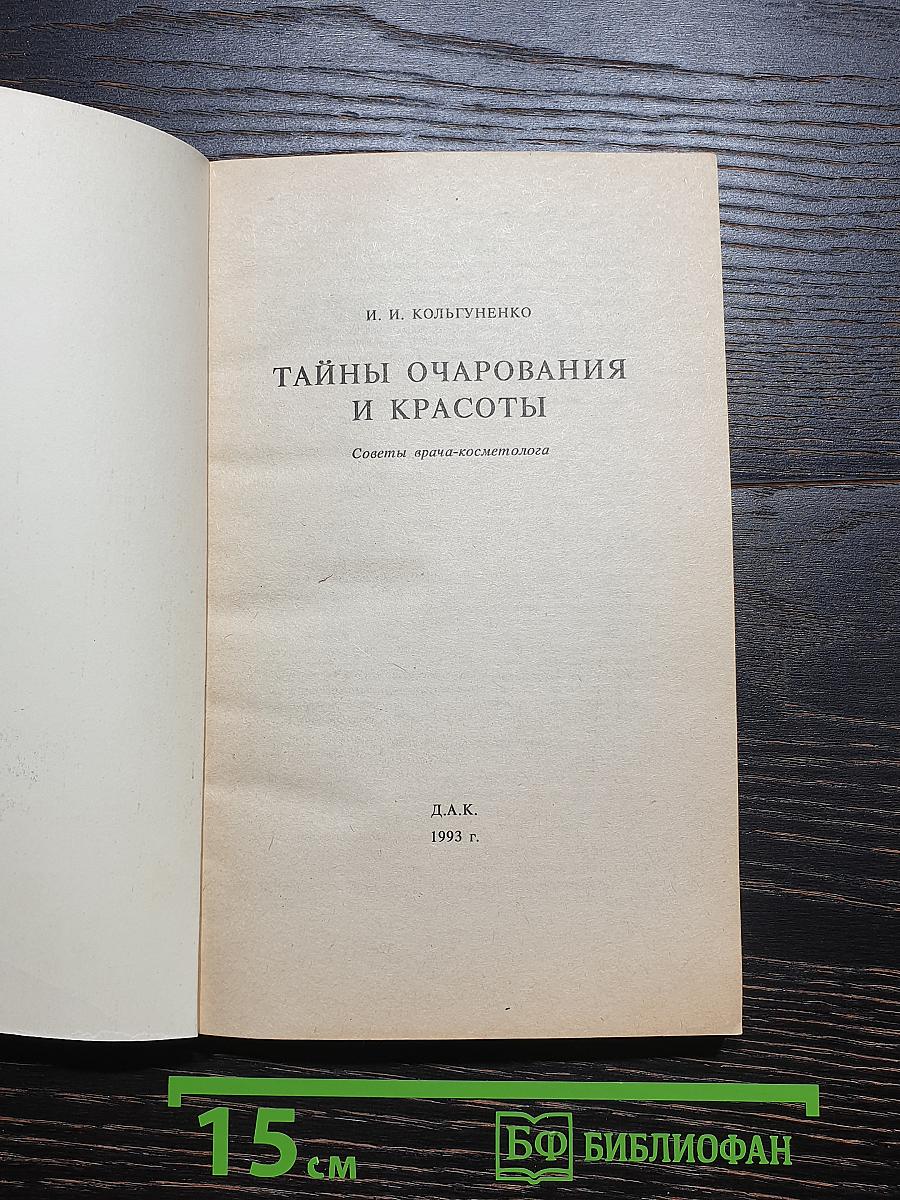 И. И. КОЛЬГУНЕНКО
ТАЙНЫ ОЧАРОВАНИЯ
И КРАСОТЫ
Советы врача-косметолога
Д.А.К.
1993 г.
15 см
БФ БИБЛИОФАН